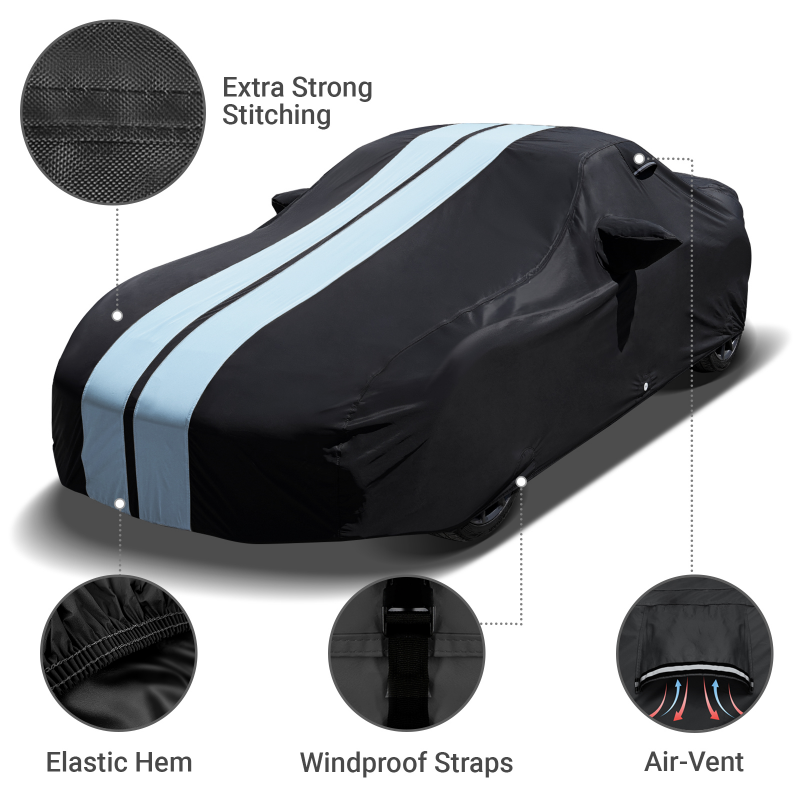 Extra Strong
Stitching
Elastic Hem
Windproof Straps
Air-Vent